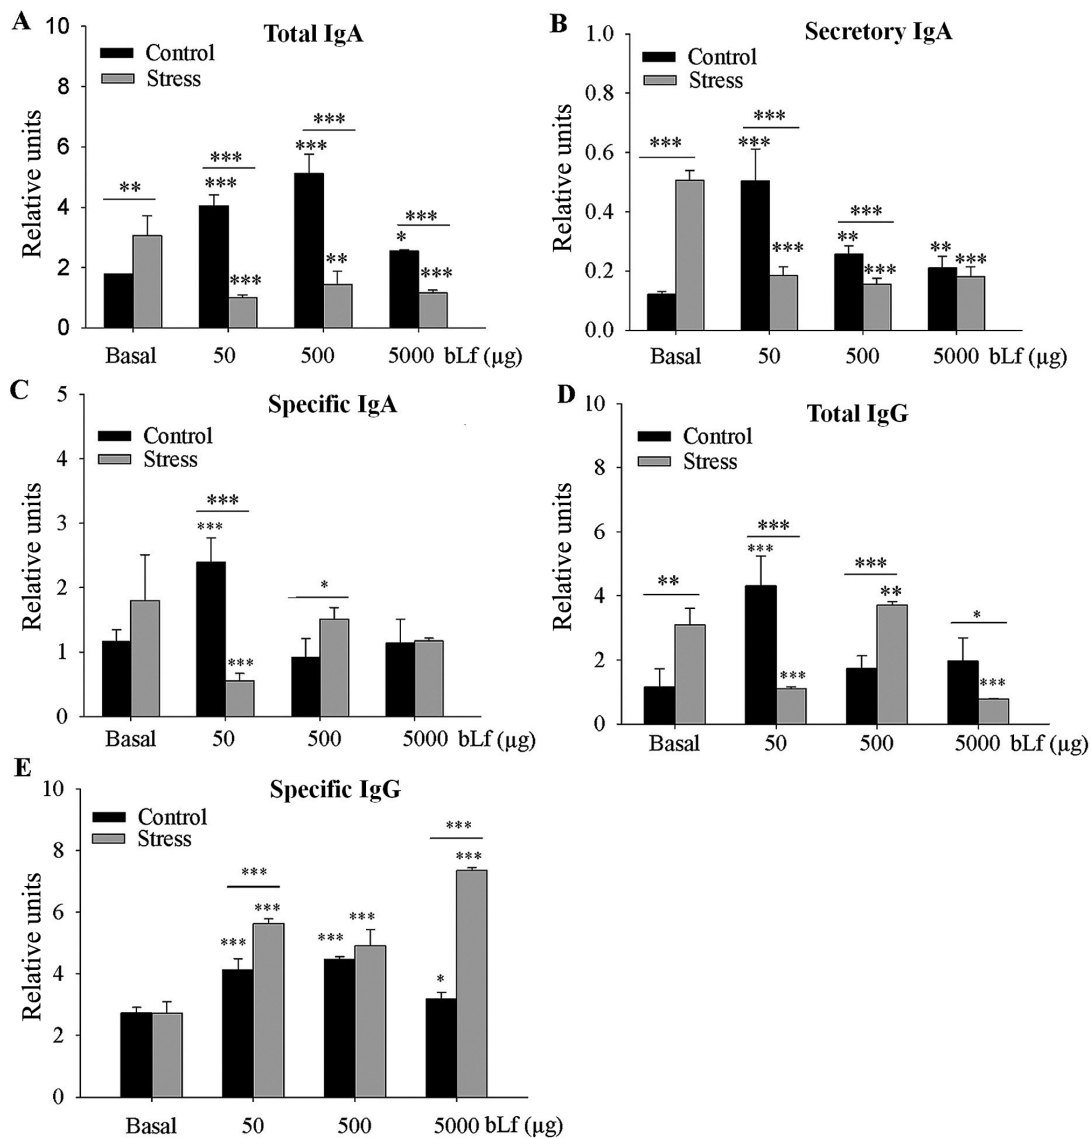 A
Total IgA
Control
Stress
Relative units
10
8
6
4
2
0
**
***
***
***
***
***
**
***
*
***
Basal 50 500 5000 bLf (µg)
B
Secretory IgA
Control
Stress
Relative units
1.0
0.8
0.6
0.4
0.2
0.0
***
***
***
***
***
**
***
**
***
Basal 50 500 5000 bLf (µg)
C
Specific IgA
Control
Stress
Relative units
5
4
3
2
1
0
***
***
***
*
Basal 50 500 5000 bLf (µg)
D
Total IgG
Control
Stress
Relative units
10
8
6
4
2
0
**
***
***
***
***
**
*
***
Basal 50 500 5000 bLf (µg)
E
Specific IgG
Control
Stress
Relative units
10
8
6
4
2
0
***
***
***
***
***
***
***
*
Basal 50 500 5000 bLf (µg)